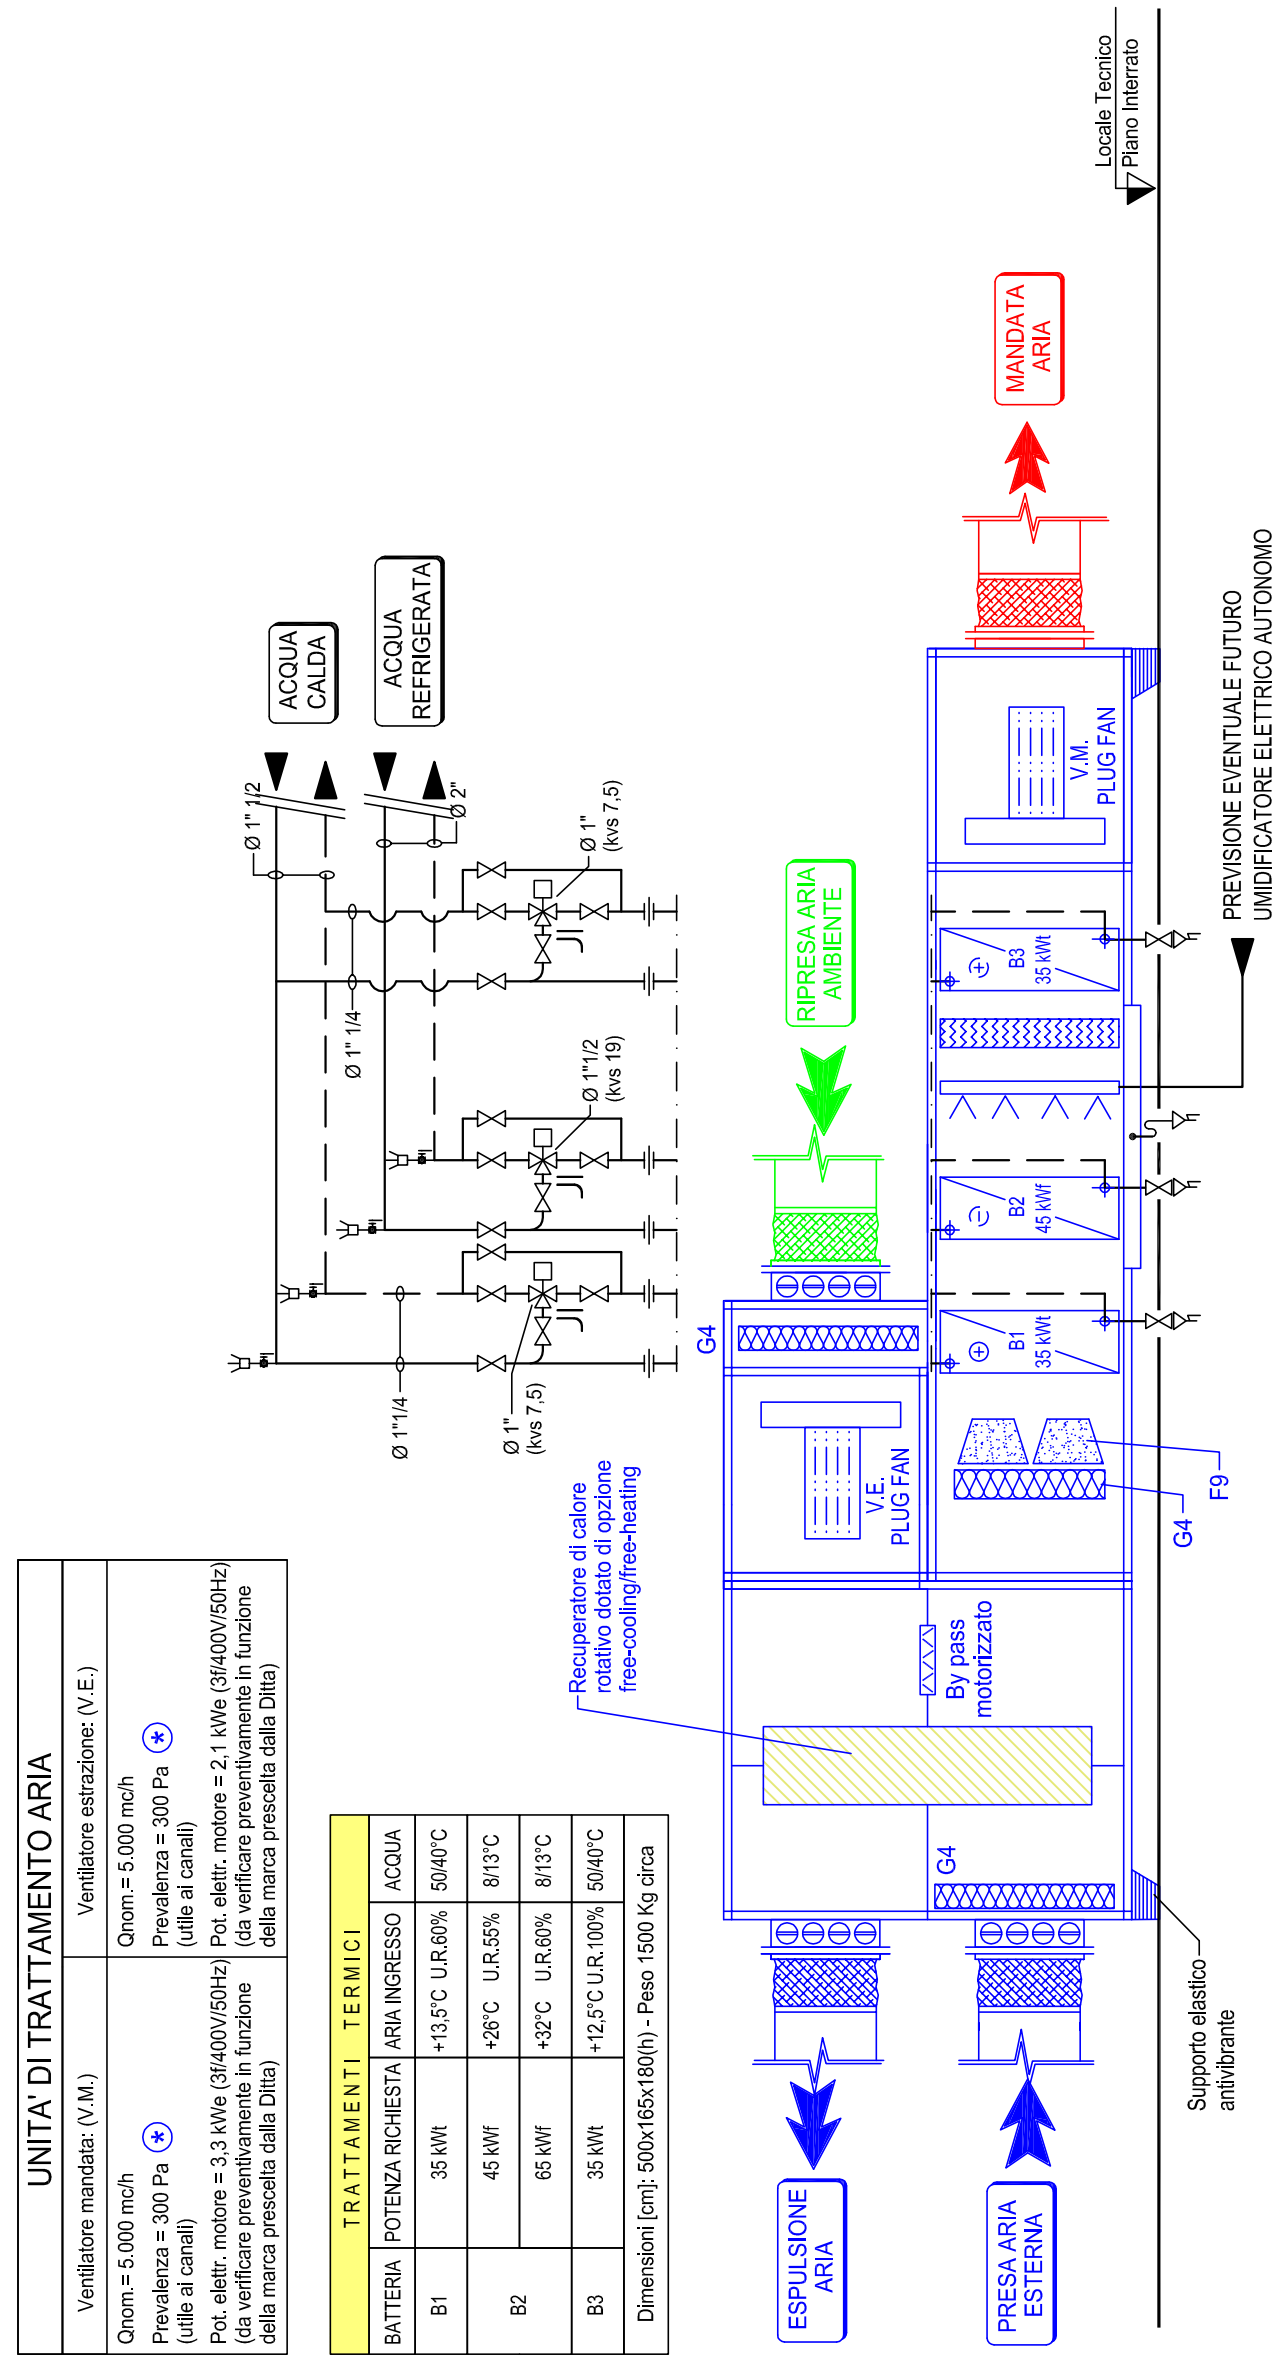 UNITA' DI TRATTAMENTO ARIA
Ventilatore mandata: (V.M.)
Qnom.= 5.000 mc/h
Prevalenza = 300 Pa *
(utile ai canali)
Pot. elettr. motore = 3,3 kWe (3f/400V/50Hz)
(da verificare preventivamente in funzione
della marca prescelta dalla Ditta)
Ventilatore estrazione: (V.E.)
Qnom.= 5.000 mc/h
Prevalenza = 300 Pa *
(utile ai canali)
Pot. elettr. motore = 2,1 kWe (3f/400V/50Hz)
(da verificare preventivamente in funzione
della marca prescelta dalla Ditta)
TRATTAMENTI TERMICI
BATTERIA POTENZA RICHIESTA ARIA INGRESSO ACQUA
B1 35 kWt +13,5°C U.R.60% 50/40°C
B2 45 kWf +26°C U.R.55% 8/13°C
65 kWf +32°C U.R.60% 8/13°C
B3 35 kWt +12,5°C U.R.100% 50/40°C
Dimensioni [cm]: 500x165x180(h) - Peso 1500 Kg circa
ACQUA
CALDA
ACQUA
REFRIGERATA
Ø 1" 1/2
Ø 2"
Ø 1"1/4
Ø 1" 1/4
Ø 1"
(kvs 7,5)
Ø 1"1/2
(kvs 19)
Ø 1"
(kvs 7,5)
Recuperatore di calore
rotativo dotato di opzione
free-cooling/free-heating
G4
RIPRESA ARIA
AMBIENTE
V.E.
PLUG FAN
By pass
motorizzato
G4
ESPULSIONE
ARIA
PRESA ARIA
ESTERNA
B1
35 kWt
B2
45 kWf
B3
35 kWt
V.M.
PLUG FAN
MANDATA
ARIA
G4
F9
Supporto elastico
antivibrante
PREVISIONE EVENTUALE FUTURO
UMIDIFICATORE ELETTRICO AUTONOMO
Locale Tecnico
Piano Interrato